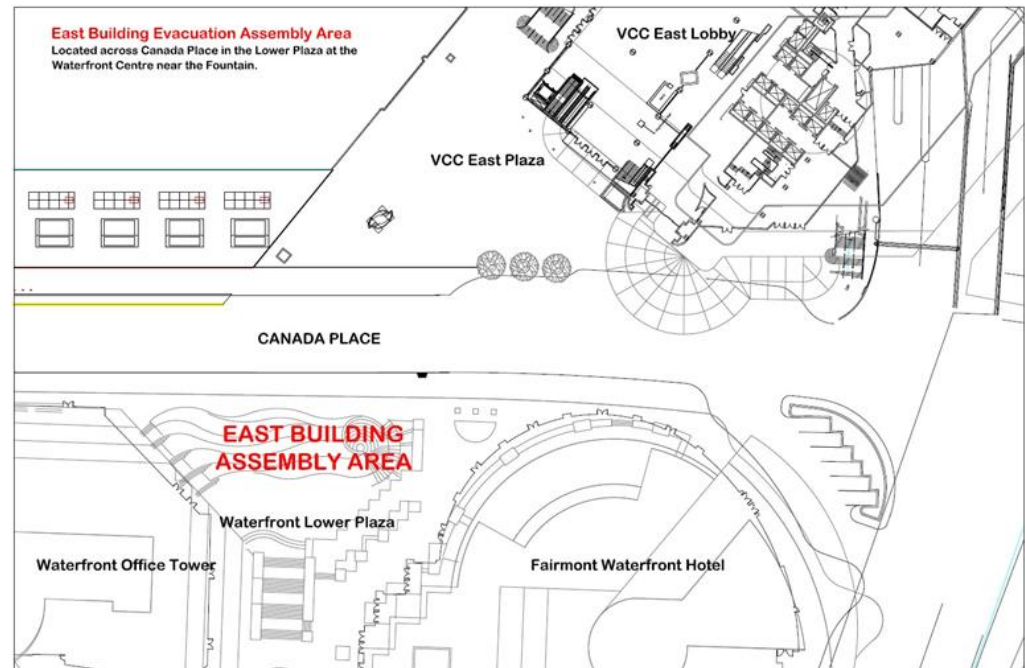 East Building Evacuation Assembly Area
Located across Canada Place in the Lower Plaza at the
Waterfront Centre near the Fountain.
VCC East Lobby
VCC East Plaza
CANADA PLACE
EAST BUILDING
ASSEMBLY AREA
Waterfront Lower Plaza
Waterfront Office Tower
Fairmont Waterfront Hotel